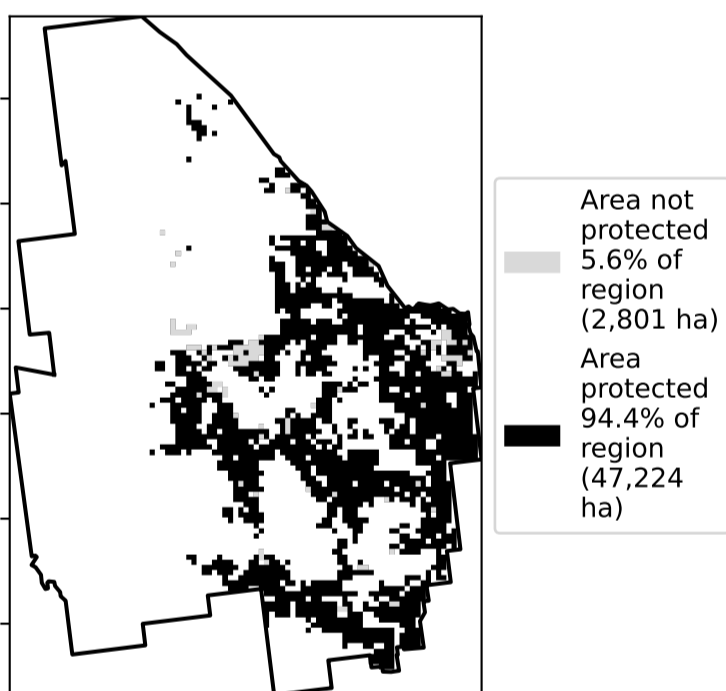 Area not
protected
5.6% of
region
(2,801 ha)
Area
protected
94.4% of
region
(47,224
ha)